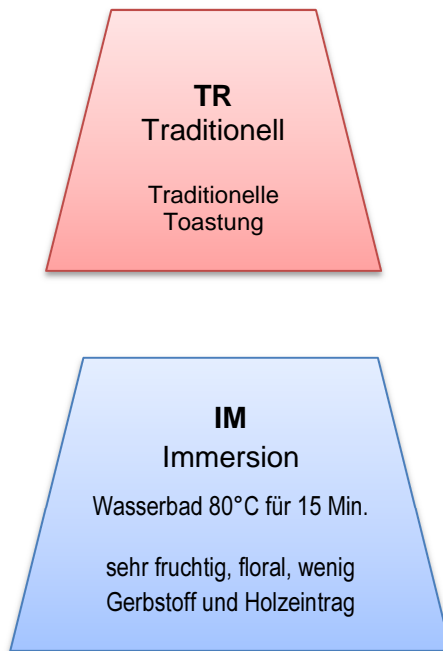 TR
Traditionell
Traditionelle
Toastung
IM
Immersion
Wasserbad 80°C für 15 Min.
sehr fruchtig, floral, wenig
Gerbstoff und Holzeintrag